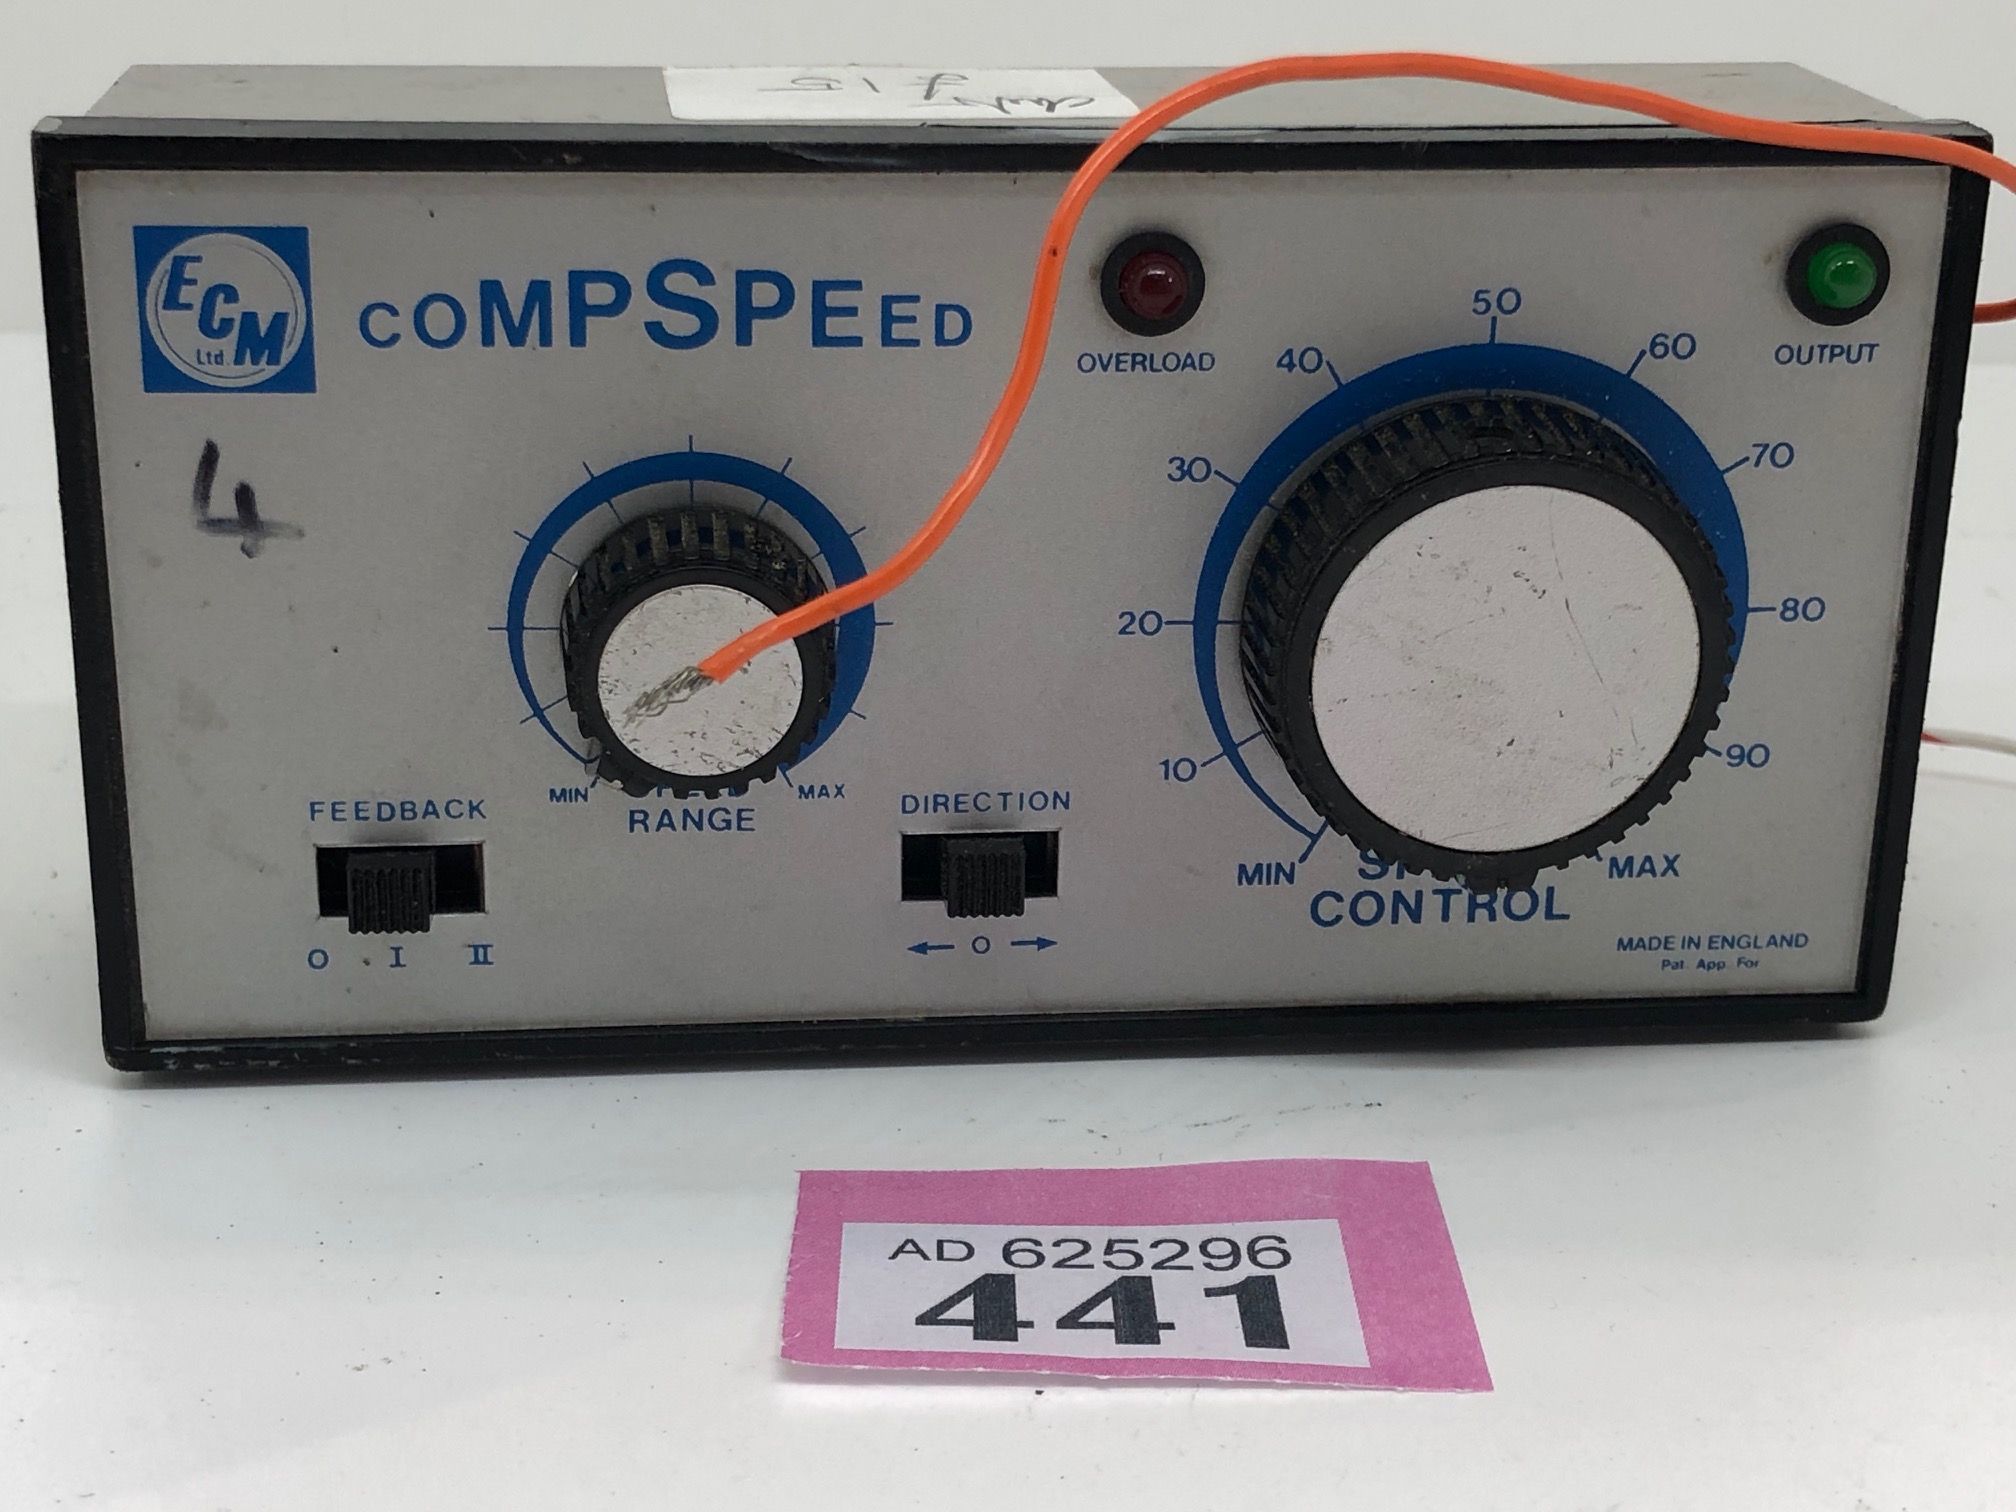 £15
ECM
Ltd.
COMPSPEED
OVERLOAD
OUTPUT
4
50
40
60
30
70
20
80
10
90
MIN
MAX
RANGE
FEEDBACK
O I II
DIRECTION
← O →
MIN
MAX
CONTROL
MADE IN ENGLAND
Pat. App. For
AD 625296
441